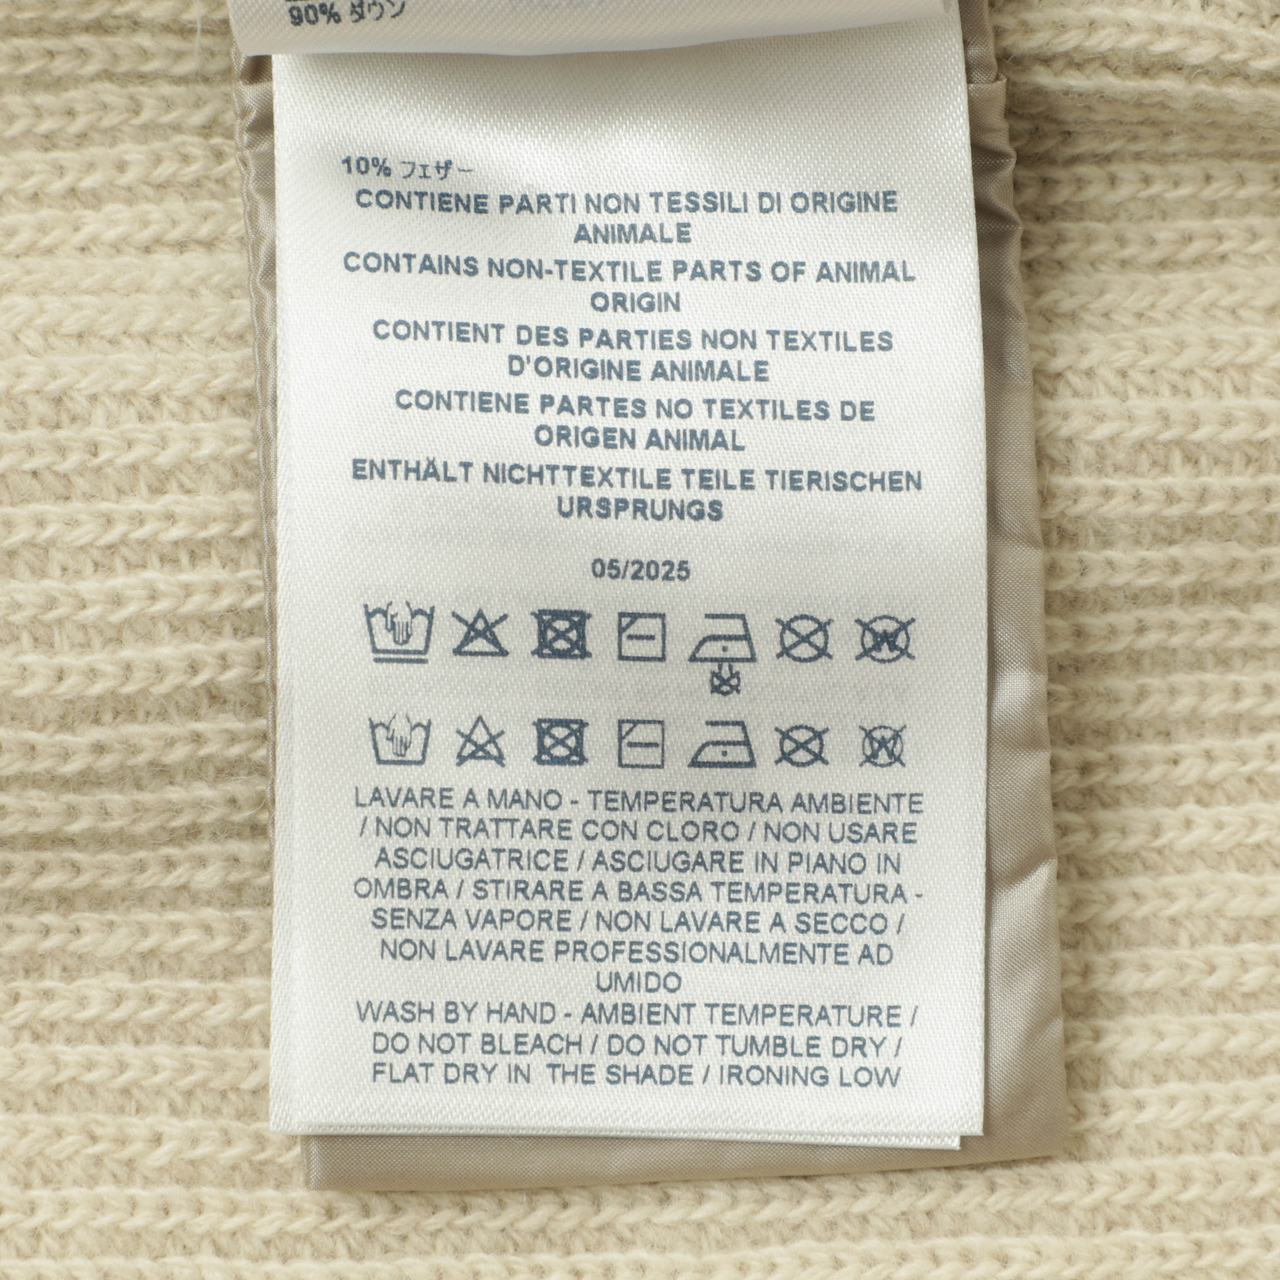 90% ダウン
10% フェザー
CONTIENE PARTI NON TESSILI DI ORIGINE
ANIMALE
CONTAINS NON-TEXTILE PARTS OF ANIMAL
ORIGIN
CONTIENT DES PARTIES NON TEXTILES
D'ORIGINE ANIMALE
CONTIENE PARTES NO TEXTILES DE
ORIGEN ANIMAL
ENTHÄLT NICHTTEXTILE TEILE TIERISCHEN
URSPRUNGS
05/2025
W
W
LAVARE A MANO - TEMPERATURA AMBIENTE
/ NON TRATTARE CON CLORO / NON USARE
ASCIUGATRICE / ASCIUGARE IN PIANO IN
OMBRA / STIRARE A BASSA TEMPERATURA -
SENZA VAPORE / NON LAVARE A SECCO /
NON LAVARE PROFESSIONALMENTE AD
UMIDO
WASH BY HAND - AMBIENT TEMPERATURE /
DO NOT BLEACH / DO NOT TUMBLE DRY /
FLAT DRY IN THE SHADE / IRONING LOW